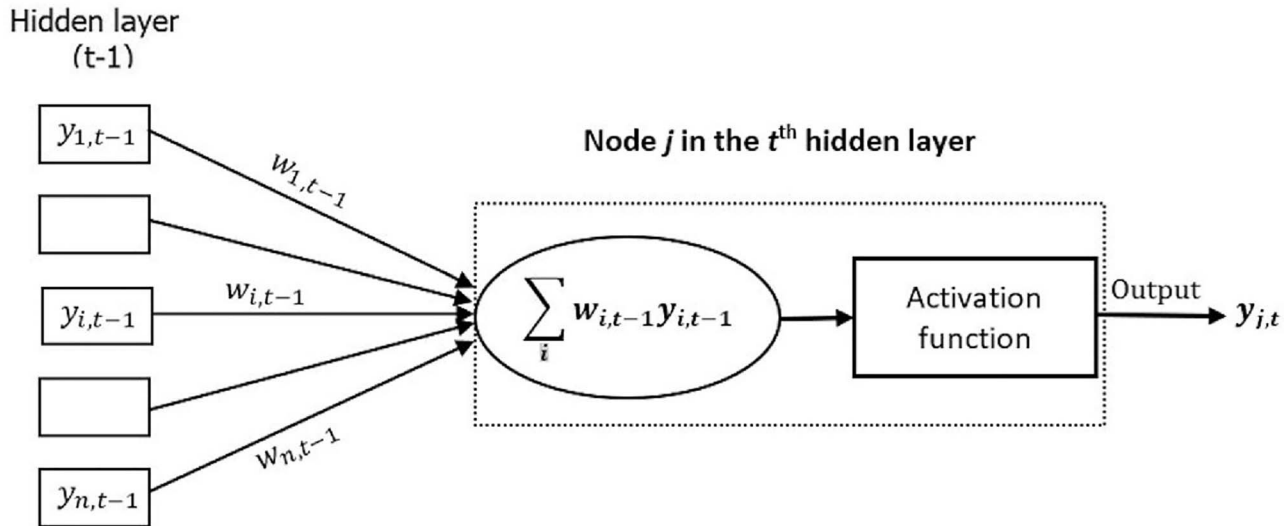 Hidden layer
(t-1)
y₁,ₜ₋₁
w₁,ₜ₋₁
Node j in the tᵗʰ hidden layer
yᵢ,ₜ₋₁
wᵢ,ₜ₋₁
∑ᵢ wᵢ,ₜ₋₁yᵢ,ₜ₋₁
Activation
function
Output
yⱼ,ₜ
wₙ,ₜ₋₁
yₙ,ₜ₋₁